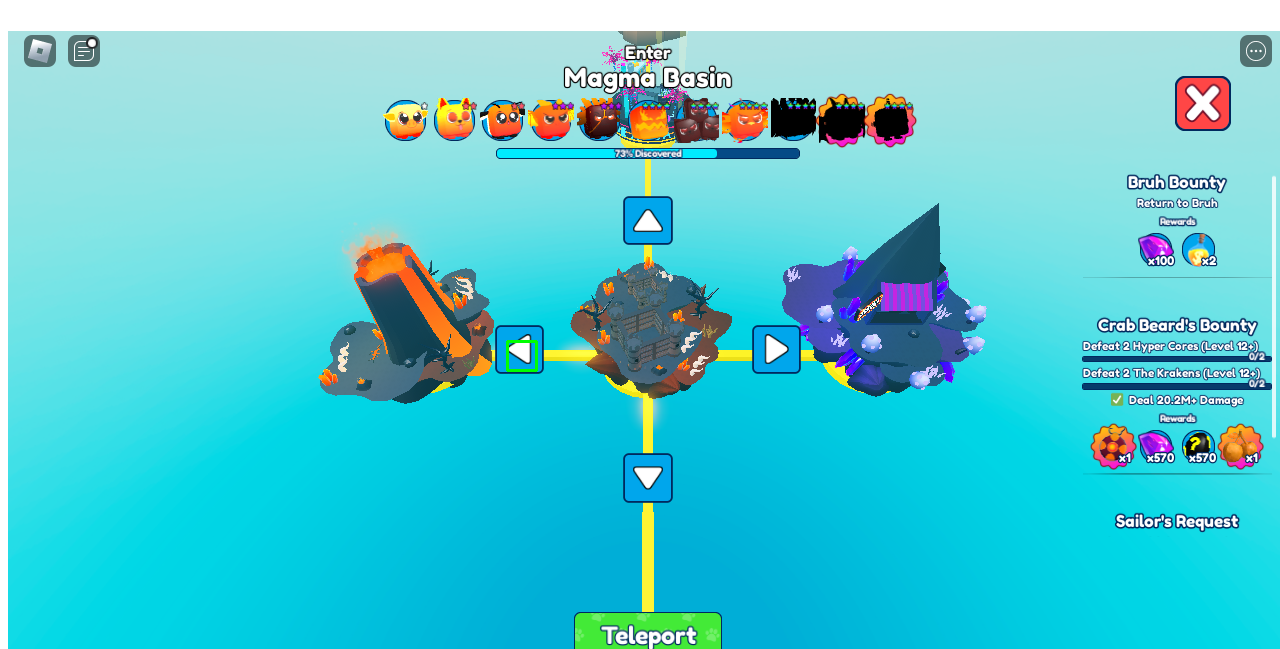 Enter
Magma Basin
73% Discovered
Bruh Bounty
Return to Bruh
Rewards
x100
x2
Crab Beard's Bounty
Defeat 2 Hyper Cores (Level 12+)
0/2
Defeat 2 The Krakens (Level 12+)
0/2
Deal 20.2M+ Damage
Rewards
x1
x570
?
x570
x1
Sailor's Request
Teleport